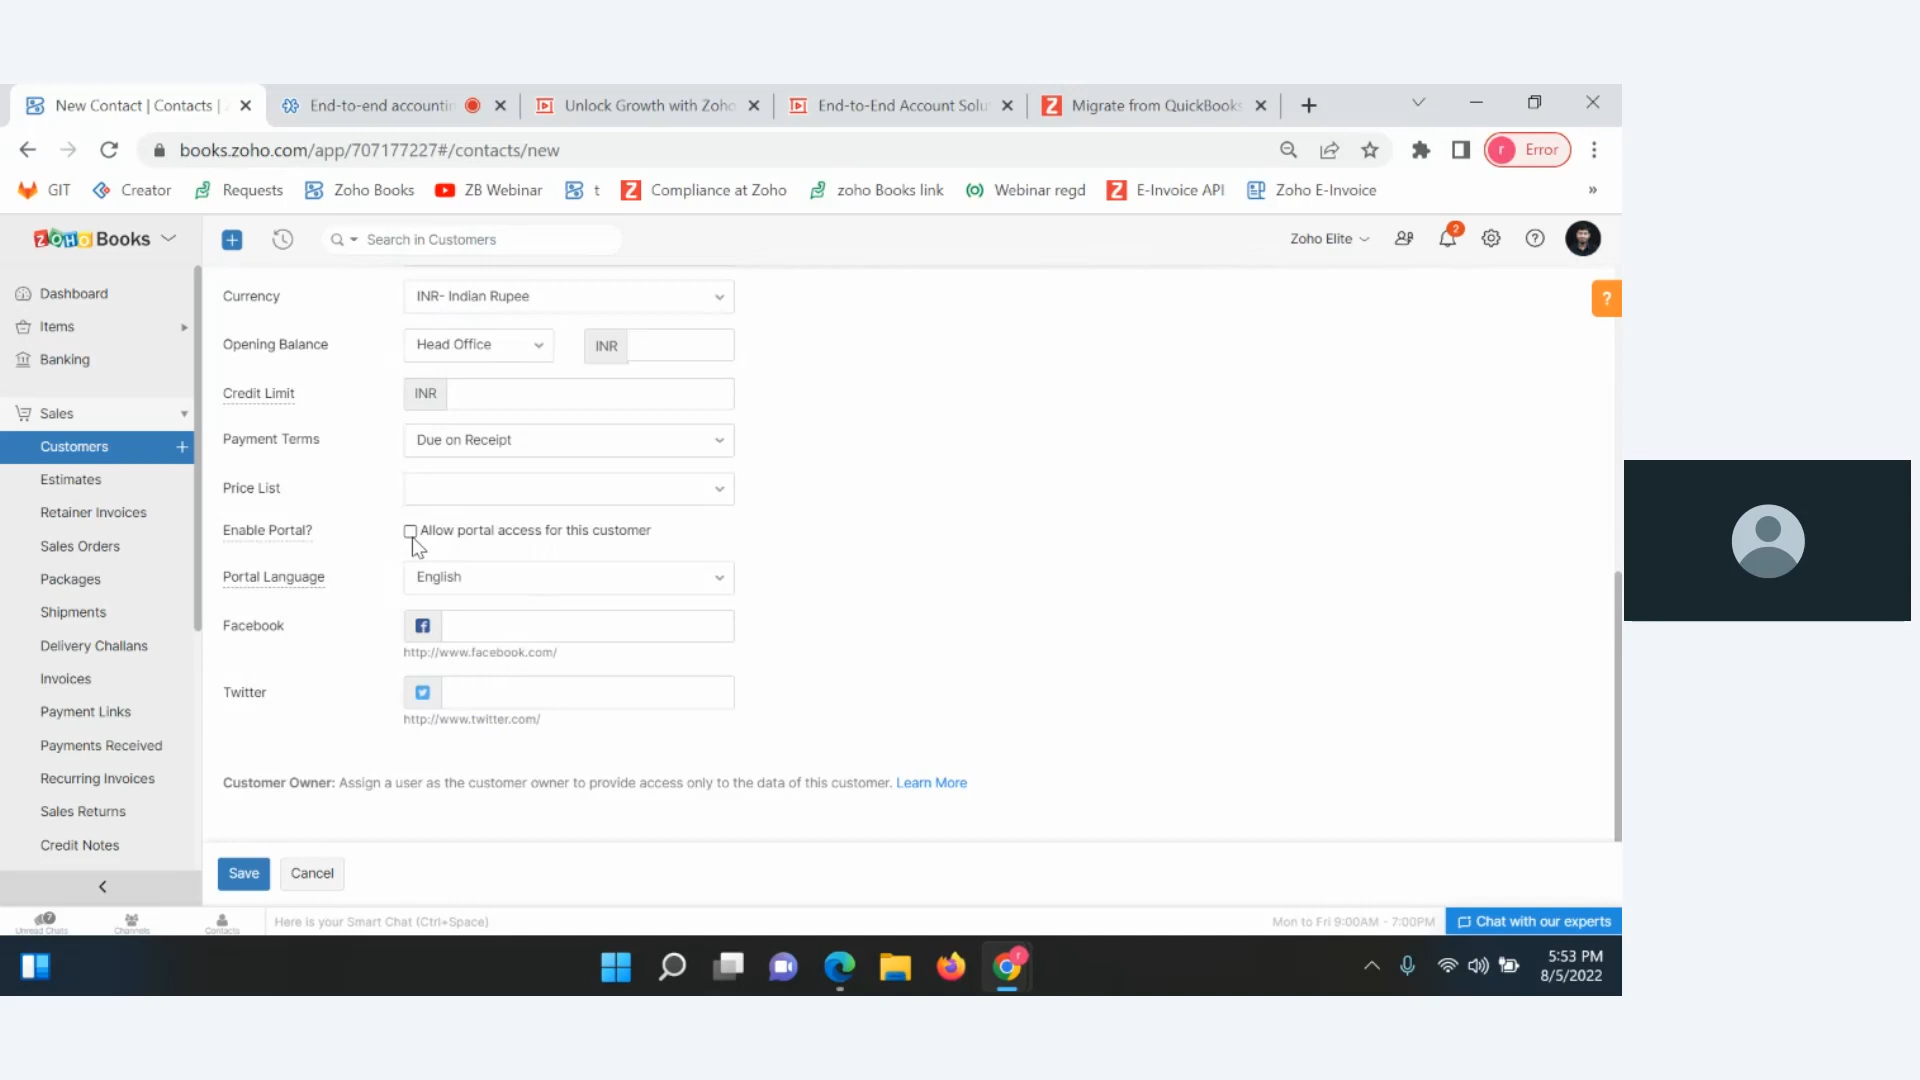 New Contact | Contacts |
End-to-end accountin
Unlock Growth with Zoho
End-to-End Account Solu
Migrate from QuickBooks
books.zoho.com/app/707177227#/contacts/new
r Error
GIT
Creator
Requests
Zoho Books
ZB Webinar
t
Compliance at Zoho
zoho Books link
Webinar regd
E-Invoice API
Zoho E-Invoice
»
ZOHO Books
Search in Customers
Zoho Elite
2
Dashboard
Items
Banking
Sales
Customers
Estimates
Retainer Invoices
Sales Orders
Packages
Shipments
Delivery Challans
Invoices
Payment Links
Payments Received
Recurring Invoices
Sales Returns
Credit Notes
Currency INR- Indian Rupee
Opening Balance Head Office INR
Credit Limit INR
Payment Terms Due on Receipt
Price List
Enable Portal? Allow portal access for this customer
Portal Language English
Facebook
http://www.facebook.com/
Twitter
http://www.twitter.com/
Customer Owner: Assign a user as the customer owner to provide access only to the data of this customer. Learn More
Save Cancel
?
7
Unread Chats
Channels
Contacts
Here is your Smart Chat (Ctrl+Space)
Mon to Fri 9:00AM - 7:00PM
Chat with our experts
5:53 PM
8/5/2022